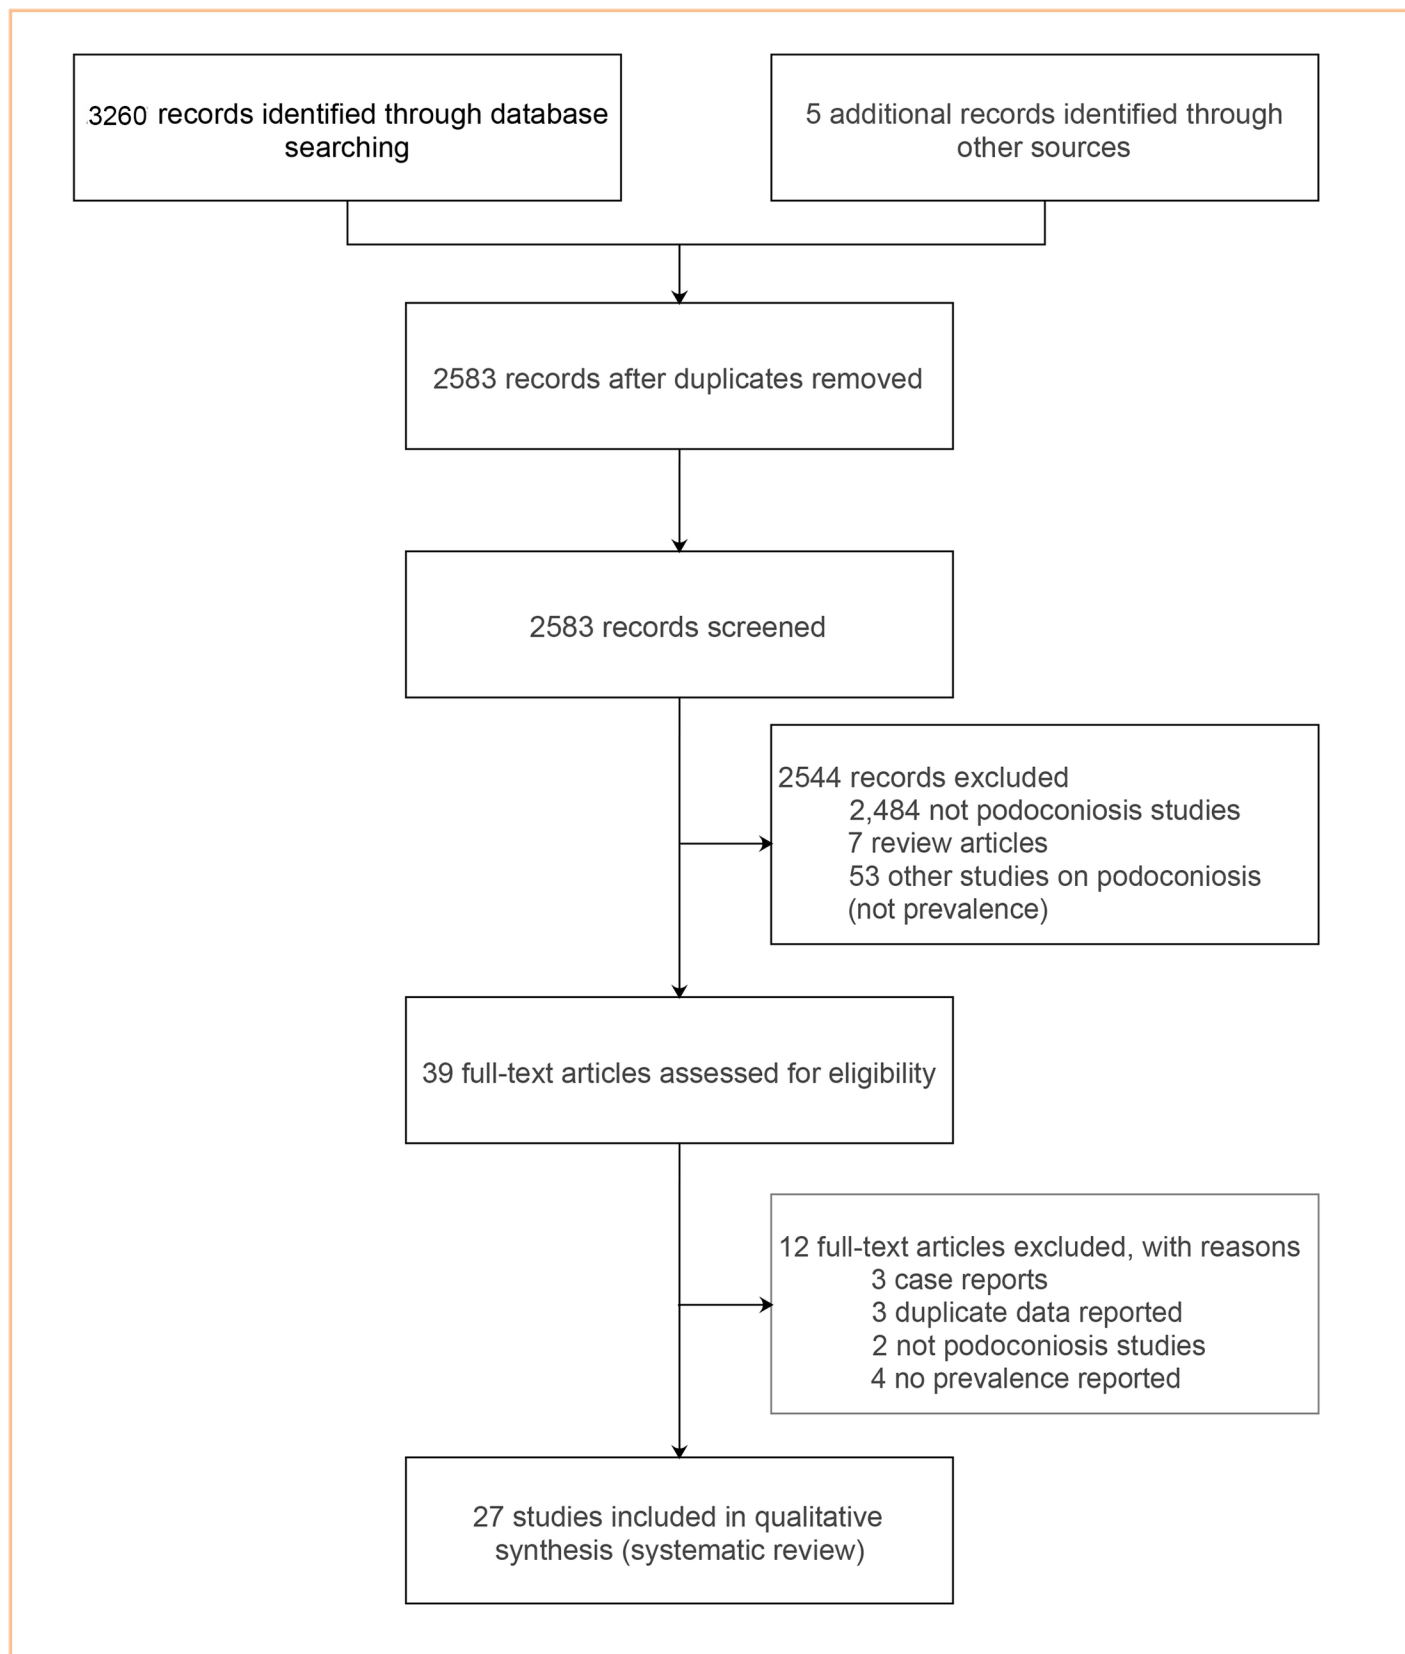 3260 records identified through database
searching
5 additional records identified through
other sources
2583 records after duplicates removed
2583 records screened
2544 records excluded
2,484 not podoconiosis studies
7 review articles
53 other studies on podoconiosis
(not prevalence)
39 full-text articles assessed for eligibility
12 full-text articles excluded, with reasons
3 case reports
3 duplicate data reported
2 not podoconiosis studies
4 no prevalence reported
27 studies included in qualitative
synthesis (systematic review)